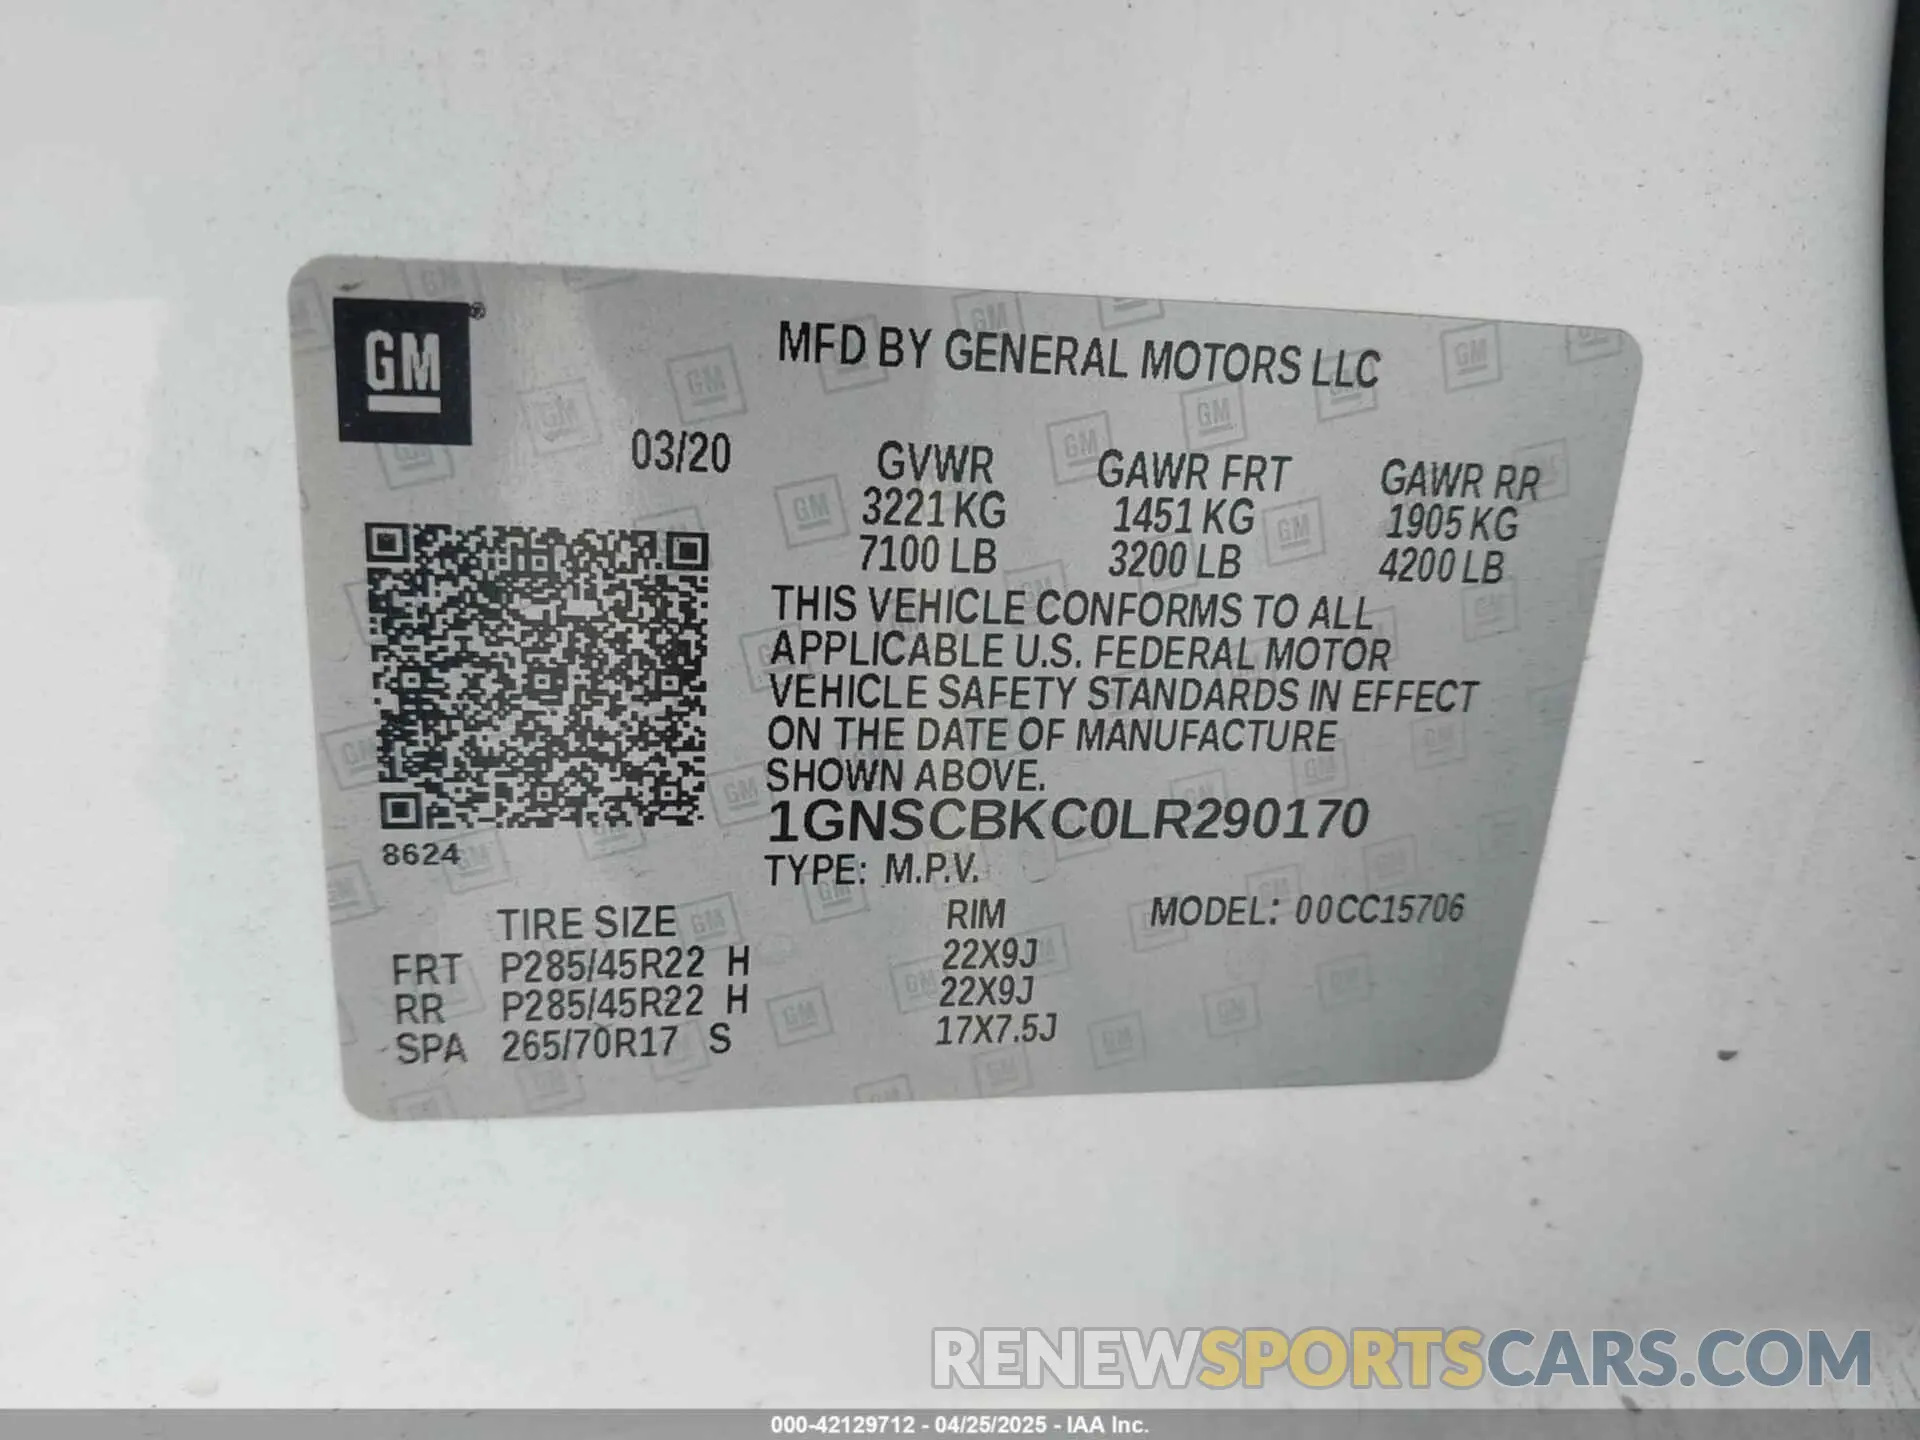 GM®
MFD BY GENERAL MOTORS LLC
03/20
GVWR GAWR FRT GAWR RR
3221 KG 1451 KG 1905 KG
7100 LB 3200 LB 4200 LB
THIS VEHICLE CONFORMS TO ALL
APPLICABLE U.S. FEDERAL MOTOR
VEHICLE SAFETY STANDARDS IN EFFECT
ON THE DATE OF MANUFACTURE
SHOWN ABOVE.
1GNSCBKC0LR290170
8624
TYPE: M.P.V.
TIRE SIZE RIM MODEL: 00CC15706
FRT P285/45R22 H 22X9J
RR P285/45R22 H 22X9J
SPA 265/70R17 S 17X7.5J
RENEWSPORTSCARS.COM
000-42129712 - 04/25/2025 - IAA Inc.